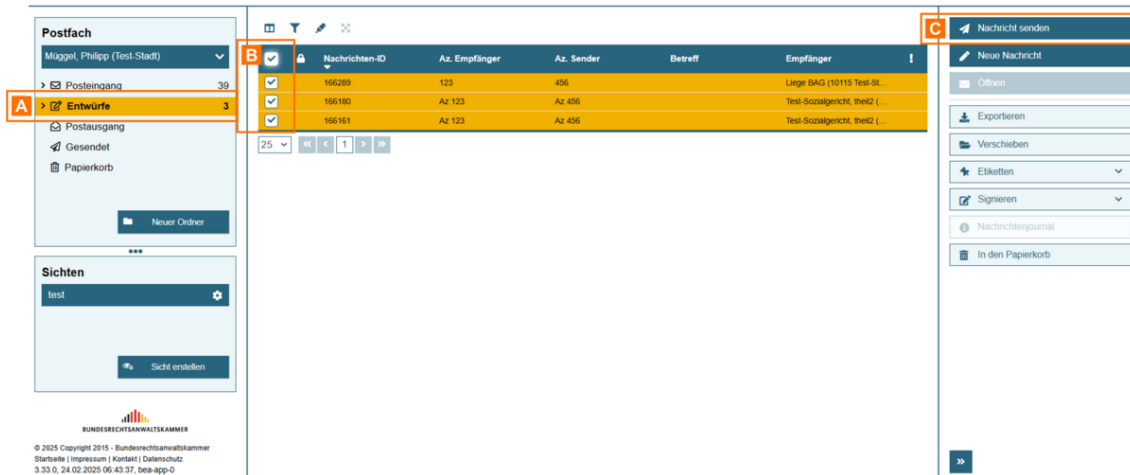 Postfach
Müggel, Philipp (Test-Stadt)
Posteingang 39
A
Entwürfe 3
Postausgang
Gesendet
Papierkorb
Neuer Ordner
Sichten
test
Sicht erstellen
BUNDESRECHTSANWALTSKAMMER
© 2025 Copyright 2015 - Bundesrechtsanwaltskammer
Startseite | Impressum | Kontakt | Datenschutz
3.33.0, 24.02.2025 06:43:37, bea-app-0
B
Nachrichten-ID Az. Empfänger Az. Sender Betreff Empfänger !
166289 123 456 Liege BAG (10115 Test-St...
166180 Az 123 Az 456 Test-Sozialgericht, theil2 (...
166161 Az 123 Az 456 Test-Sozialgericht, theil2 (...
25 « < 1 > »
C
Nachricht senden
Neue Nachricht
Öffnen
Exportieren
Verschieben
Etiketten
Signieren
Nachrichtenjournal
In den Papierkorb
»